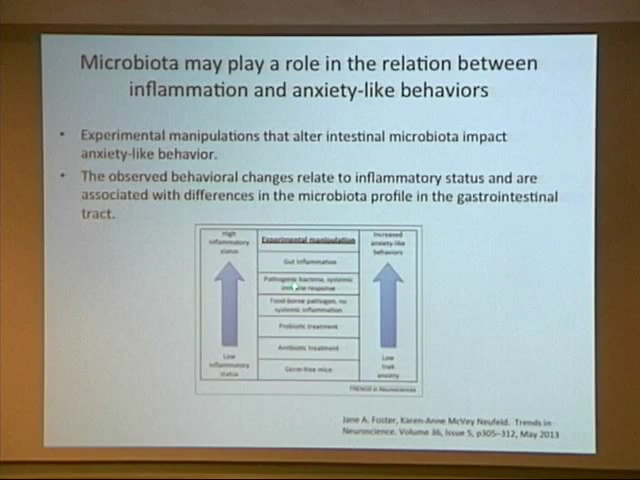 Microbiota may play a role in the relation between
inflammation and anxiety-like behaviors
• Experimental manipulations that alter intestinal microbiota impact
anxiety-like behavior.
• The observed behavioral changes relate to inflammatory status and are
associated with differences in the microbiota profile in the gastrointestinal
tract.
High
inflammatory
status
Experimental manipulation
Gut inflammation
Pathogenic bacteria, systemic
immune response
Food-borne pathogen, no
systemic inflammation
Probiotic treatment
Antibiotic treatment
Germ-free mice
Low
inflammatory
status
Increased
anxiety-like
behaviors
Low
trait
anxiety
TRENDS in Neurosciences
Jane A. Foster, Karen-Anne McVey Neufeld. Trends in
Neuroscience. Volume 36, Issue 5, p305–312, May 2013